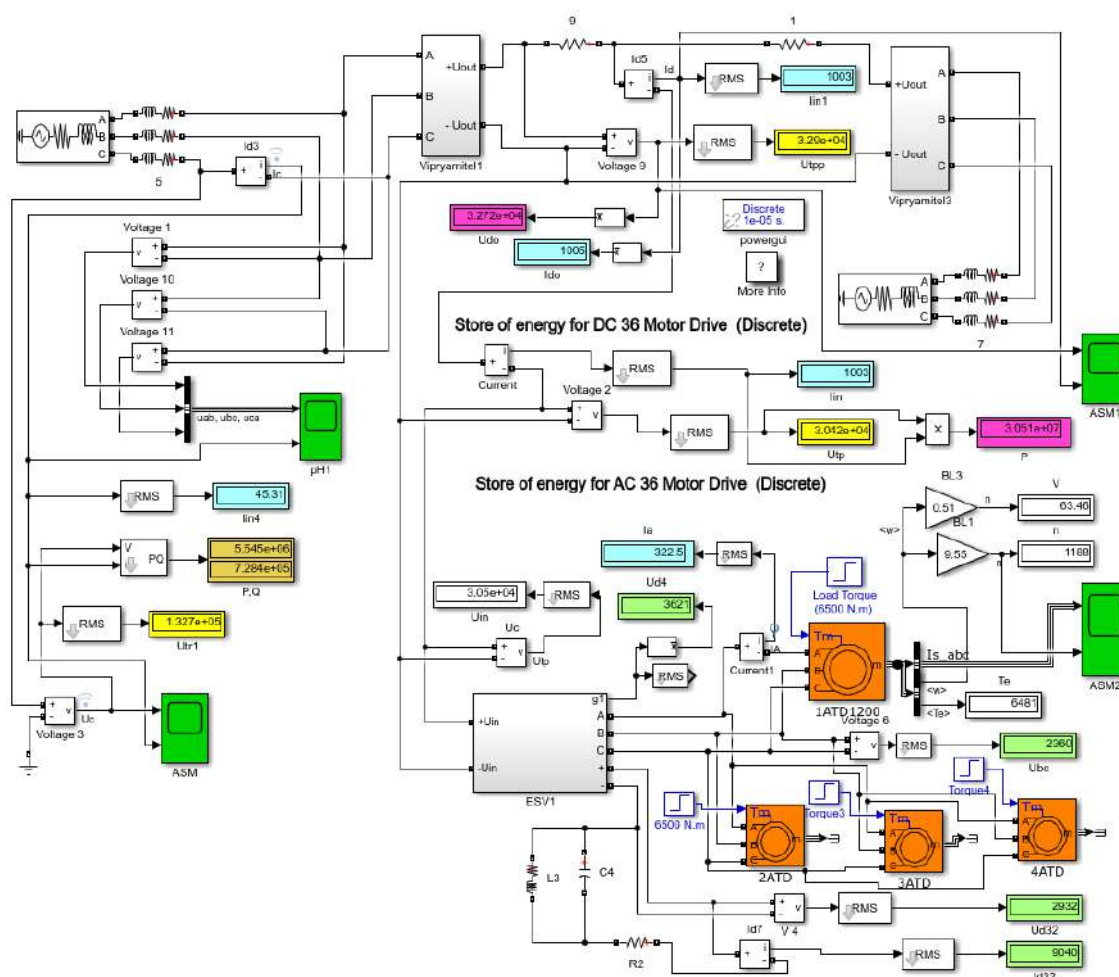 9
1
A
B
C
+Uout
- Uout
Vipryamitel1
Id5
i
Id
RMS
1003
Iin1
+Uout
- Uout
A
B
C
Vipryamitel3
A
B
C
5
Id3
i
Ic
v
Voltage 9
RMS
3.29e+04
Utpp
3.272e+04
Udo
x
1005
Ido
x
Discrete
1e-05 s.
powergui
?
More Info
Voltage 1
v
Voltage 10
v
Voltage 11
v
A
B
C
7
Store of energy for DC 36 Motor Drive (Discrete)
i
Current
RMS
1003
Iin
Voltage 2
v
RMS
3.042e+04
Utp
X
3.051e+07
P
ASM1
uab, ubc, uca
pH1
Store of energy for AC 36 Motor Drive (Discrete)
RMS
45.31
Iin4
V
I
PQ
5.545e+06
7.284e+05
P,Q
RMS
1.327e+05
Utr1
Voltage 3
v
Uc
ASM
Ia
322.5
RMS
Ud4
3621
3.05e+04
Uin
RMS
Uc
v
Utp
x
RMS
i
IA
Current1
Load Torque
(6500 N.m)
Tm
A
B
C
m
1ATD1200
BL3
0.51
n
V
63.46
BL1
9.55
n
n
1188
<w>
Is_abc
<w>
<Te>
Te
6481
ASM2
+Uin
-Uin
g1
A
B
C
+
-
ESV1
Voltage 6
v
RMS
2360
Ubc
6500 N.m
Tm
A
B
C
m
2ATD
Torque3
Tm
A
B
C
m
3ATD
Torque4
Tm
A
B
C
m
4ATD
L3
C4
R2
V 4
v
RMS
2932
Ud32
Id7
i
RMS
9040
Id32